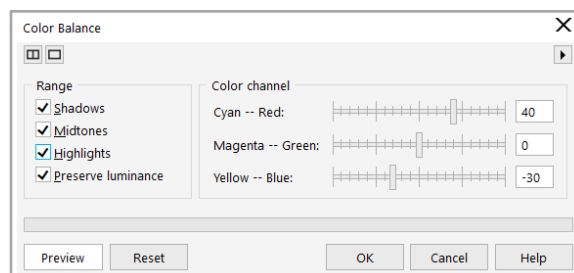 Color Balance
Range
Shadows
Midtones
Highlights
Preserve luminance
Color channel
Cyan -- Red: 40
Magenta -- Green: 0
Yellow -- Blue: -30
Preview Reset OK Cancel Help